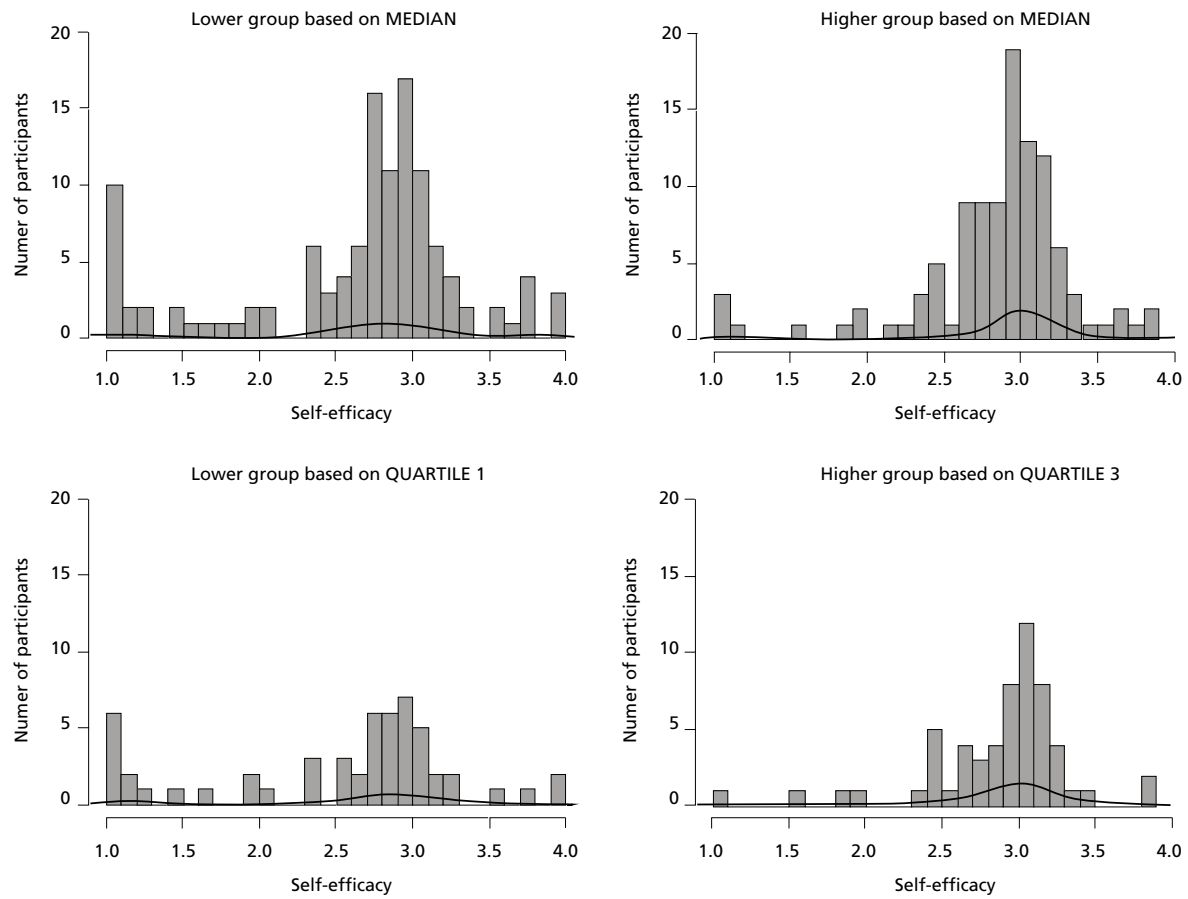 Lower group based on MEDIAN
Numer of participants
20
15
10
5
0
1.0 1.5 2.0 2.5 3.0 3.5 4.0
Self-efficacy
Higher group based on MEDIAN
Numer of participants
20
15
10
5
0
1.0 1.5 2.0 2.5 3.0 3.5 4.0
Self-efficacy
Lower group based on QUARTILE 1
Numer of participants
20
15
10
5
0
1.0 1.5 2.0 2.5 3.0 3.5 4.0
Self-efficacy
Higher group based on QUARTILE 3
Numer of participants
20
15
10
5
0
1.0 1.5 2.0 2.5 3.0 3.5 4.0
Self-efficacy